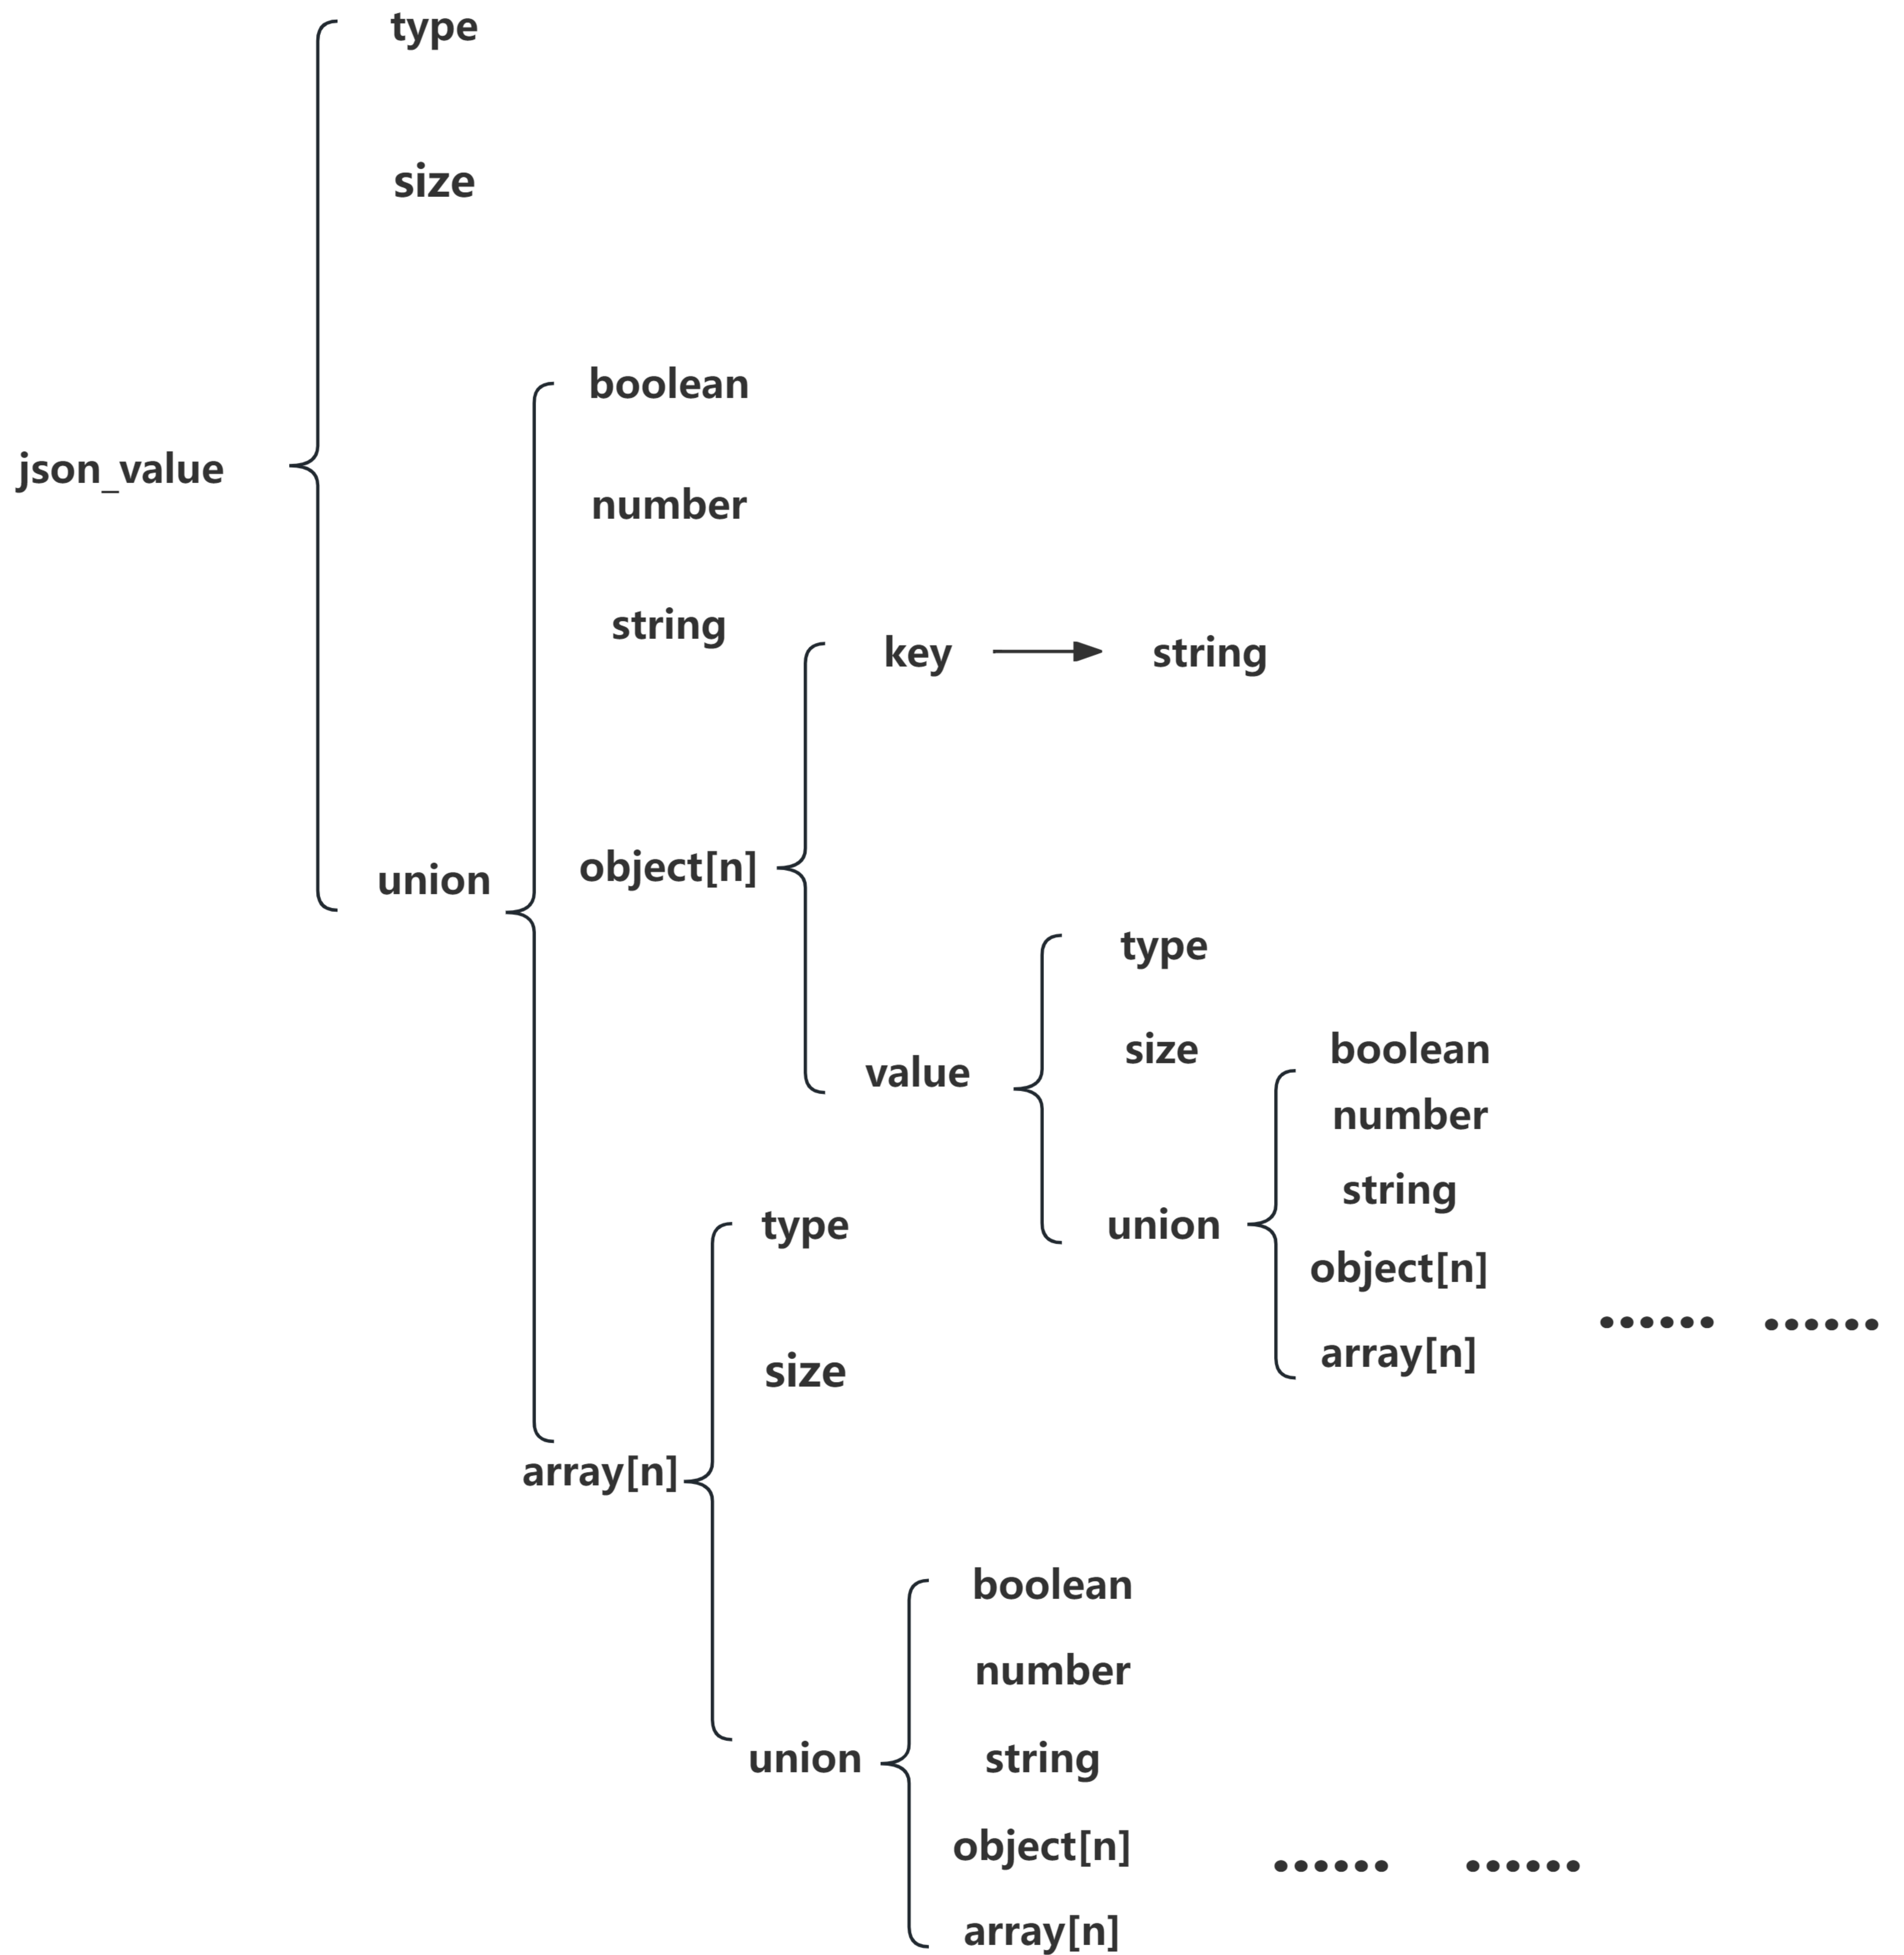 type
size
json_value
boolean
number
string
union
object[n]
key
string
value
type
size
union
boolean
number
string
object[n]
array[n]
...... ......
array[n]
type
size
union
boolean
number
string
object[n]
array[n]
...... ......